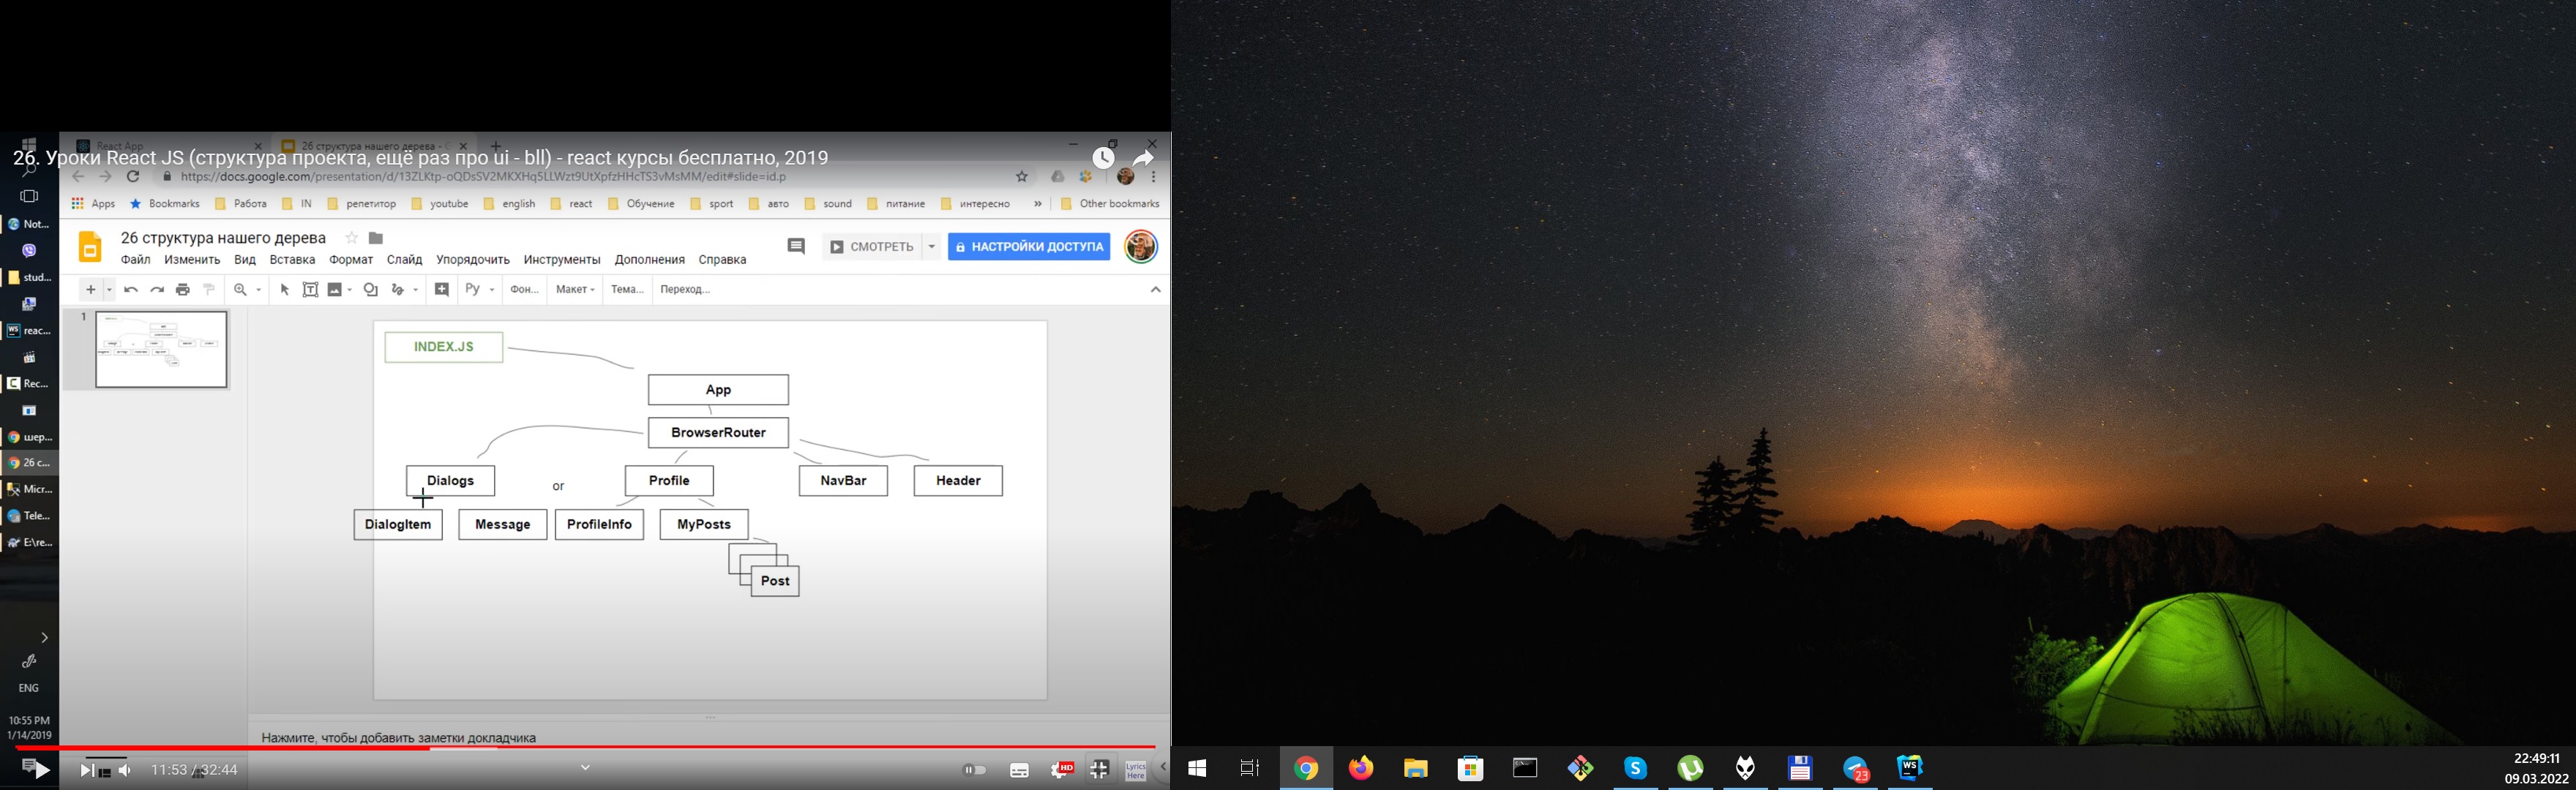 React App
26 структура нашего дерева - G
26. Уроки React JS (структура проекта, ещё раз про ui - bll) - react курсы бесплатно, 2019
https://docs.google.com/presentation/d/13ZLKtp-oQDsSV2MKXHq5LLWzt9UtXpfzHHcTS3vMsMM/edit#slide=id.p
Apps Bookmarks Работа IN репетитор youtube english react Обучение sport авто sound питание интересно » Other bookmarks
26 структура нашего дерева
СМОТРЕТЬ
НАСТРОЙКИ ДОСТУПА
Файл Изменить Вид Вставка Формат Слайд Упорядочить Инструменты Дополнения Справка
Ру Фон... Макет Тема... Переход...
1
INDEX.JS
App
BrowserRouter
Dialogs or Profile NavBar Header
DialogItem Message ProfileInfo MyPosts
Post
Нажмите, чтобы добавить заметки докладчика
Not...
stud...
WS reac...
Rec...
шер...
26 с...
Micr...
Tele...
E:\re...
ENG
10:55 PM
1/14/2019
11:53 / 32:44
HD
Lyrics
Here
23
WS
22:49:11
09.03.2022